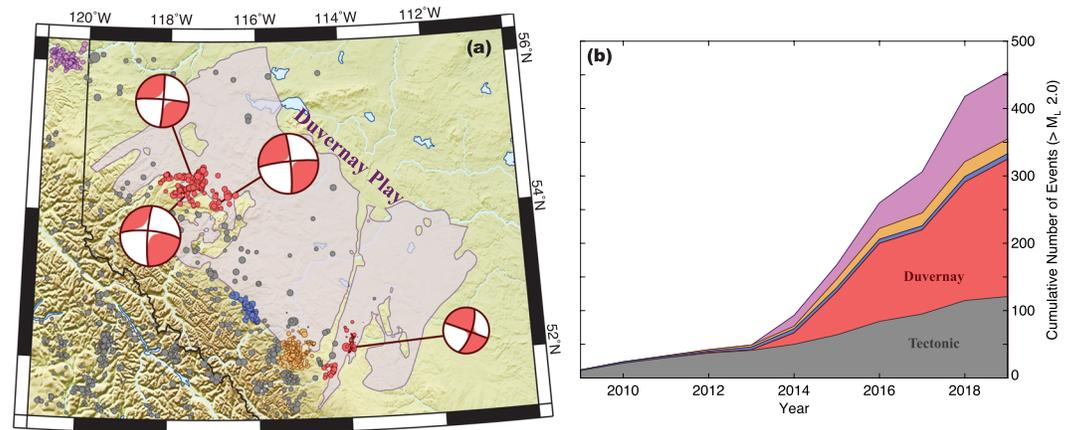 120°W
118°W
116°W
114°W
112°W
(a)
56°N
54°N
52°N
Duvernay Play
(b)
500
400
300
200
100
0
Cumulative Number of Events (> M_L 2.0)
Duvernay
Tectonic
2010
2012
2014
2016
2018
Year